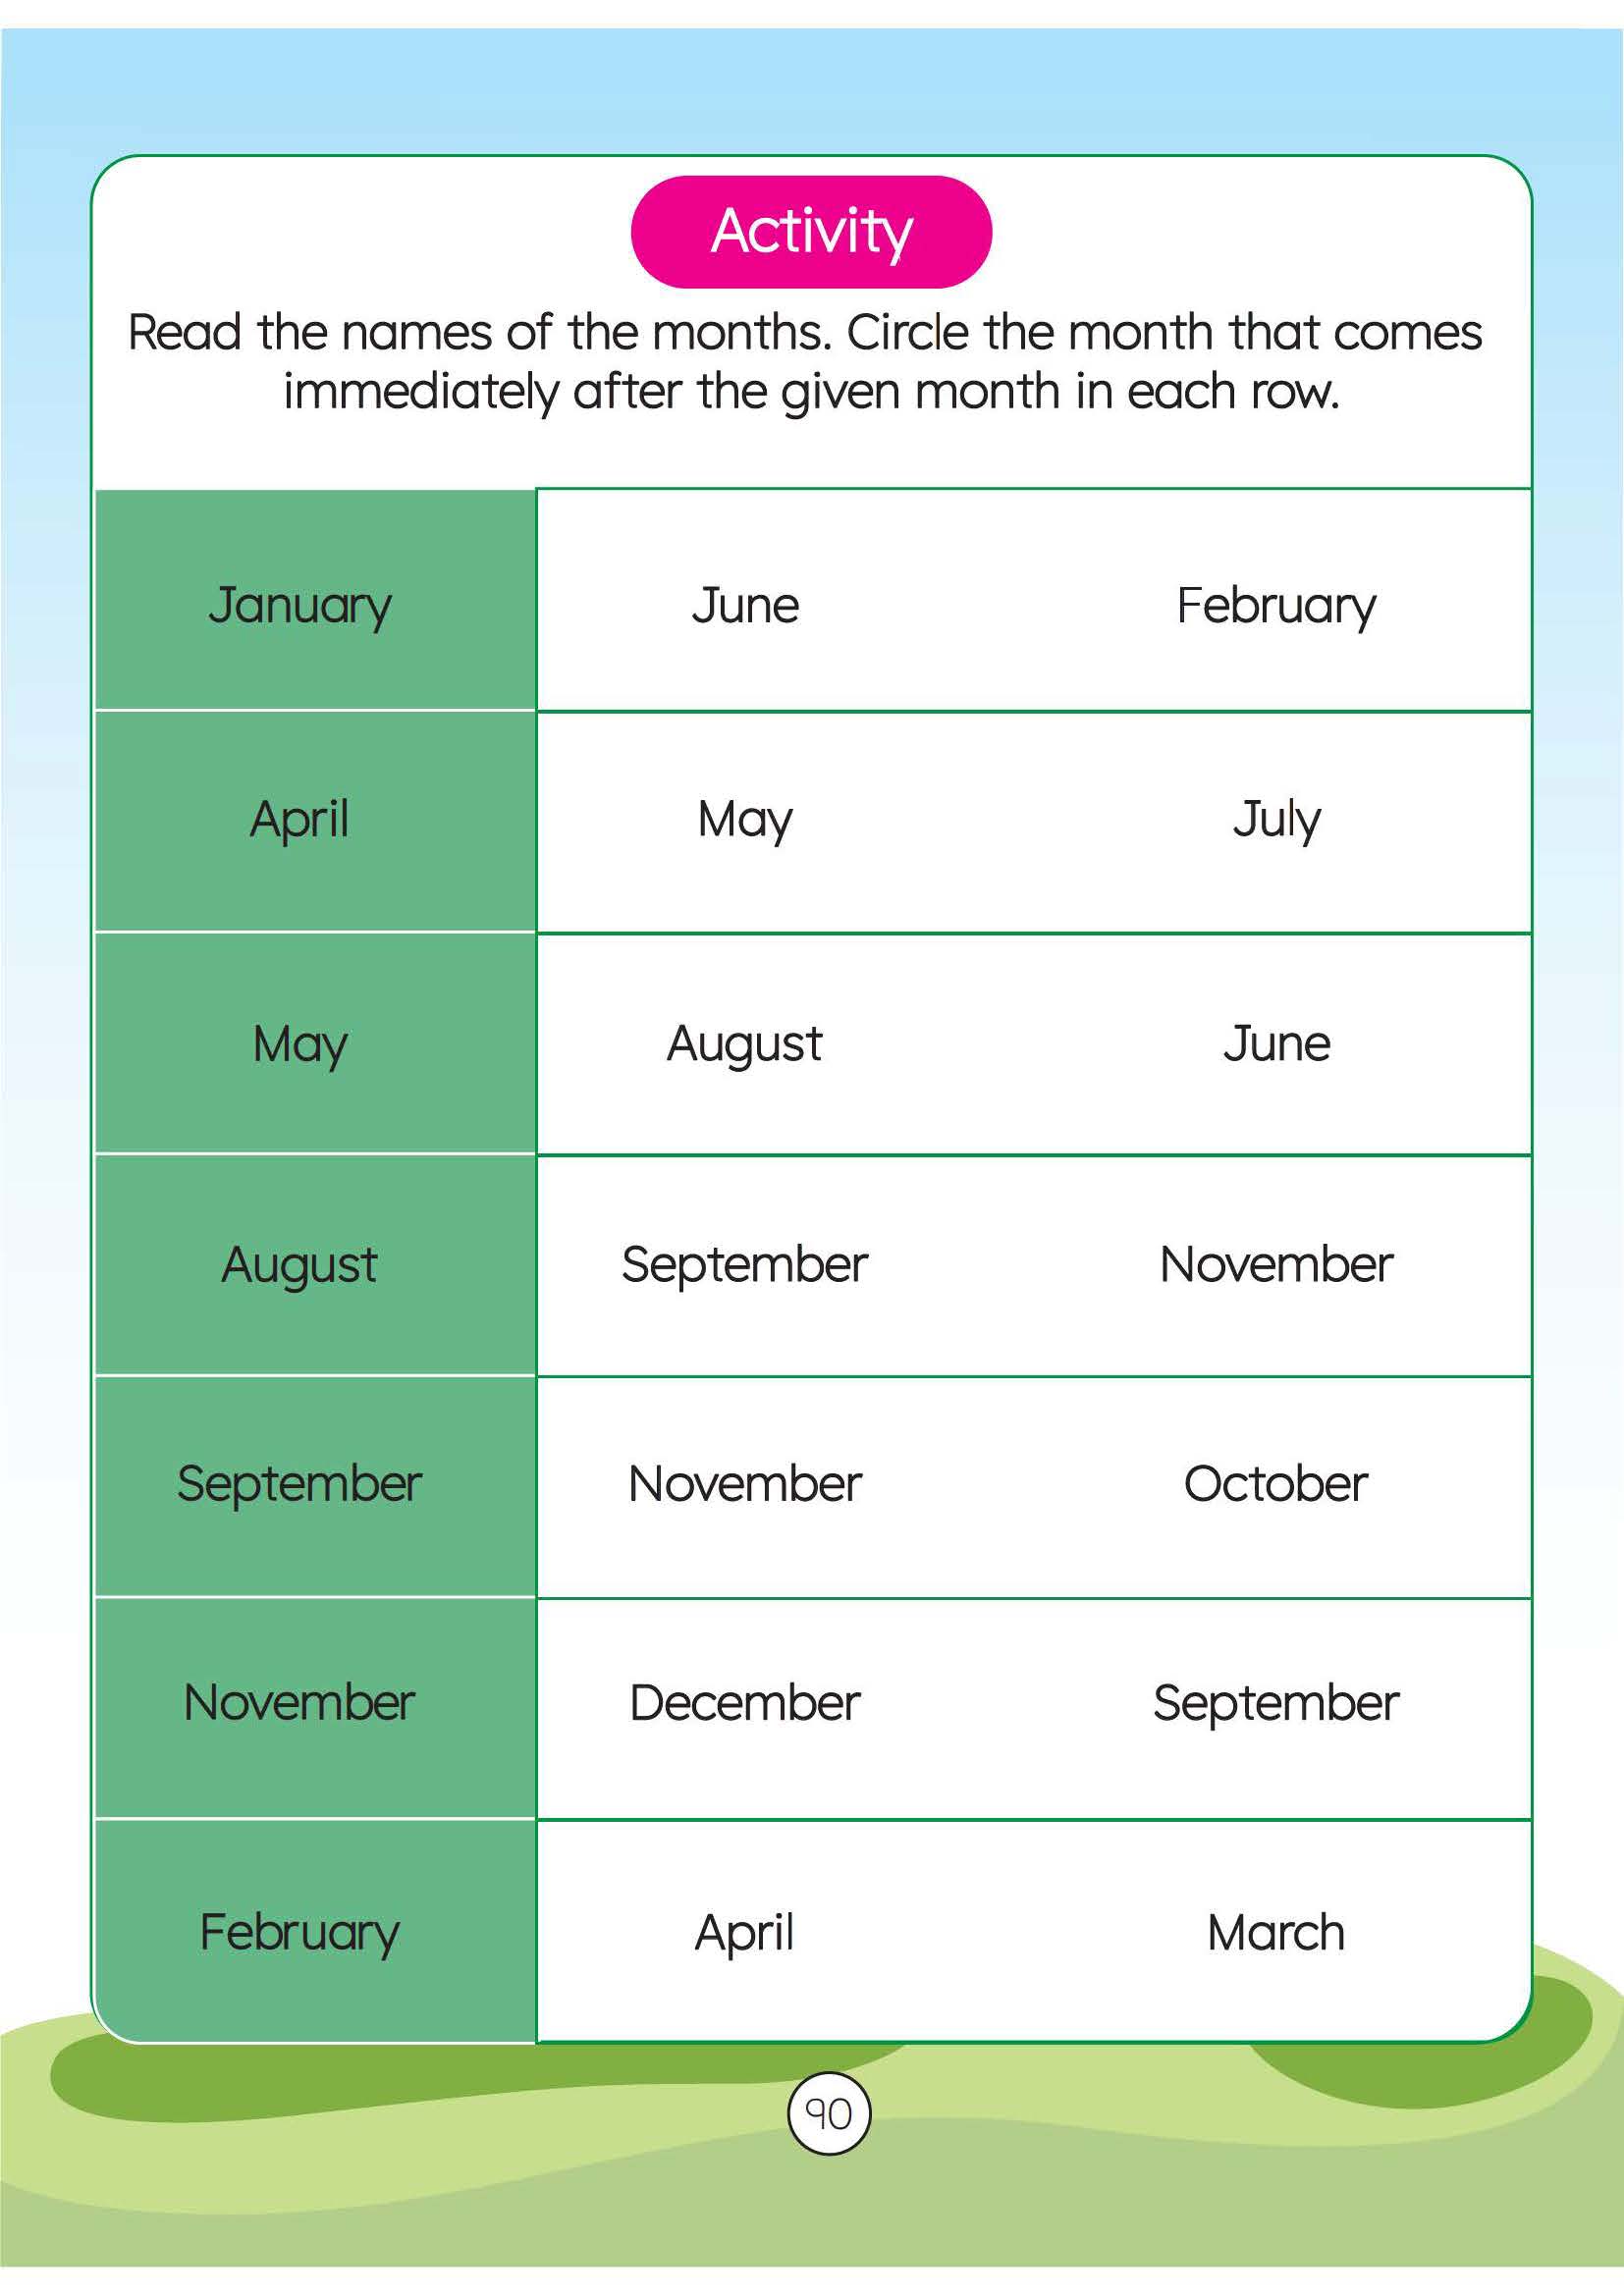 Activity
Read the names of the months. Circle the month that comes
immediately after the given month in each row.
January June February
April May July
May August June
August September November
September November October
November December September
February April March
90